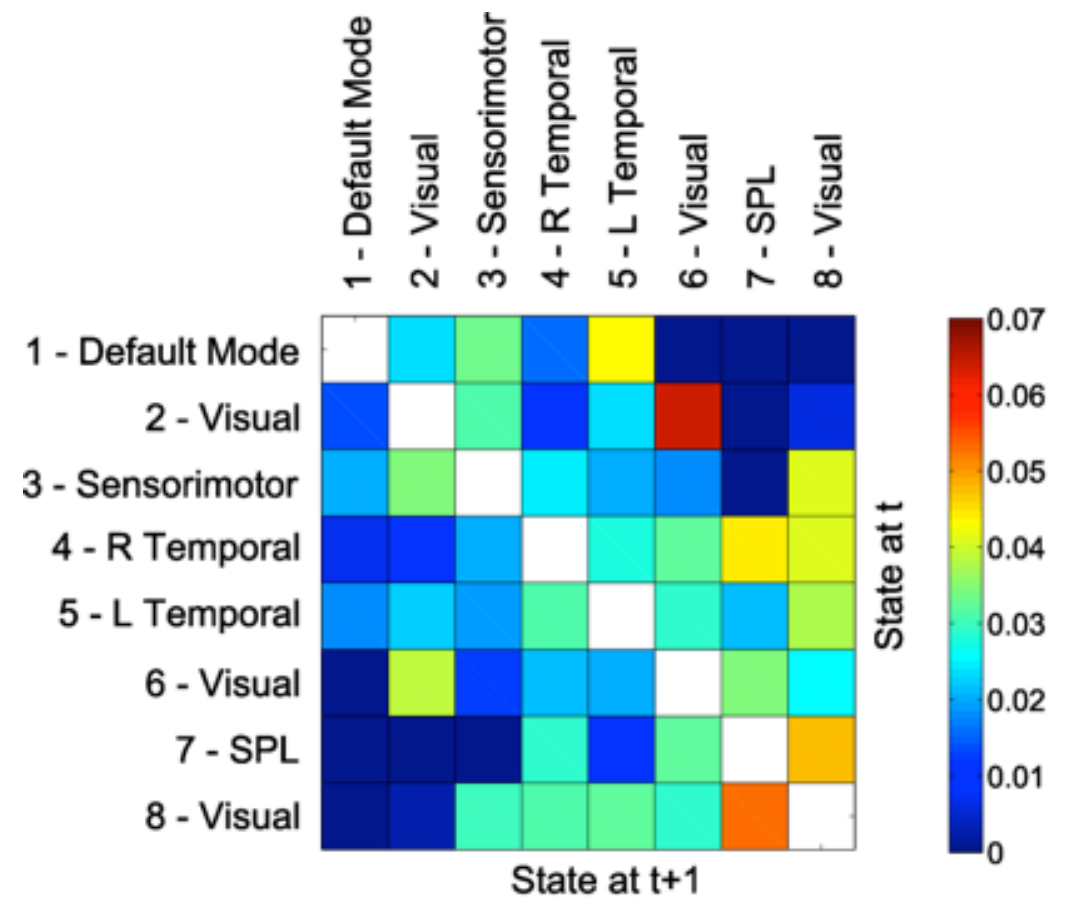 1 - Default Mode
2 - Visual
3 - Sensorimotor
4 - R Temporal
5 - L Temporal
6 - Visual
7 - SPL
8 - Visual
1 - Default Mode
2 - Visual
3 - Sensorimotor
4 - R Temporal
5 - L Temporal
6 - Visual
7 - SPL
8 - Visual
State at t+1
State at t
0.07
0.06
0.05
0.04
0.03
0.02
0.01
0